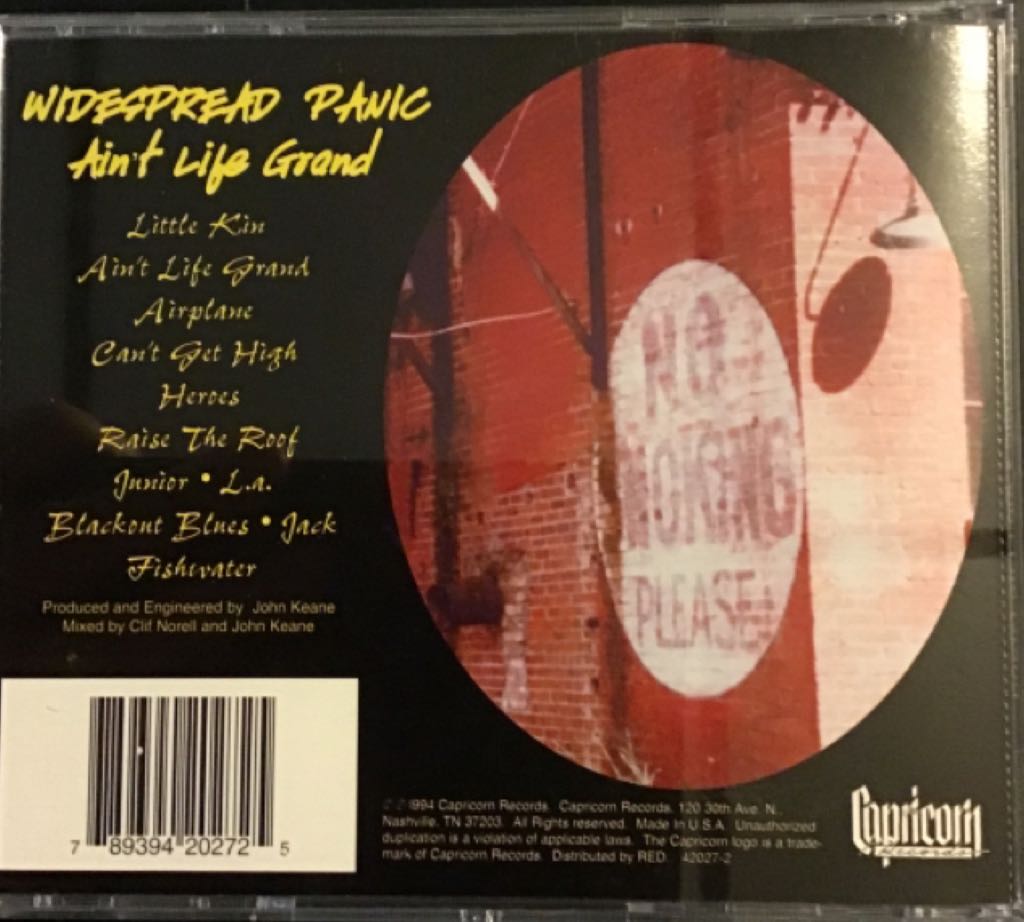 WIDESPREAD PANIC
Ain't Life Grand
Little Kin
Ain't Life Grand
Airplane
Can't Get High
Heroes
Raise The Roof
Junior • L.a.
Blackout Blues • Jack
Fishwater
Produced and Engineered by John Keane
Mixed by Clif Norell and John Keane
7 89394 20272 5
NO
MOKING
PLEASE
1994 Capricorn Records. Capricorn Records, 120 30th Ave. N.,
Nashville, TN 37203. All Rights reserved. Made In U.S.A. Unauthorized
duplication is a violation of applicable laws. The Capricorn logo is a trade-
mark of Capricorn Records. Distributed by RED. 42027-2
Capricorn
Records